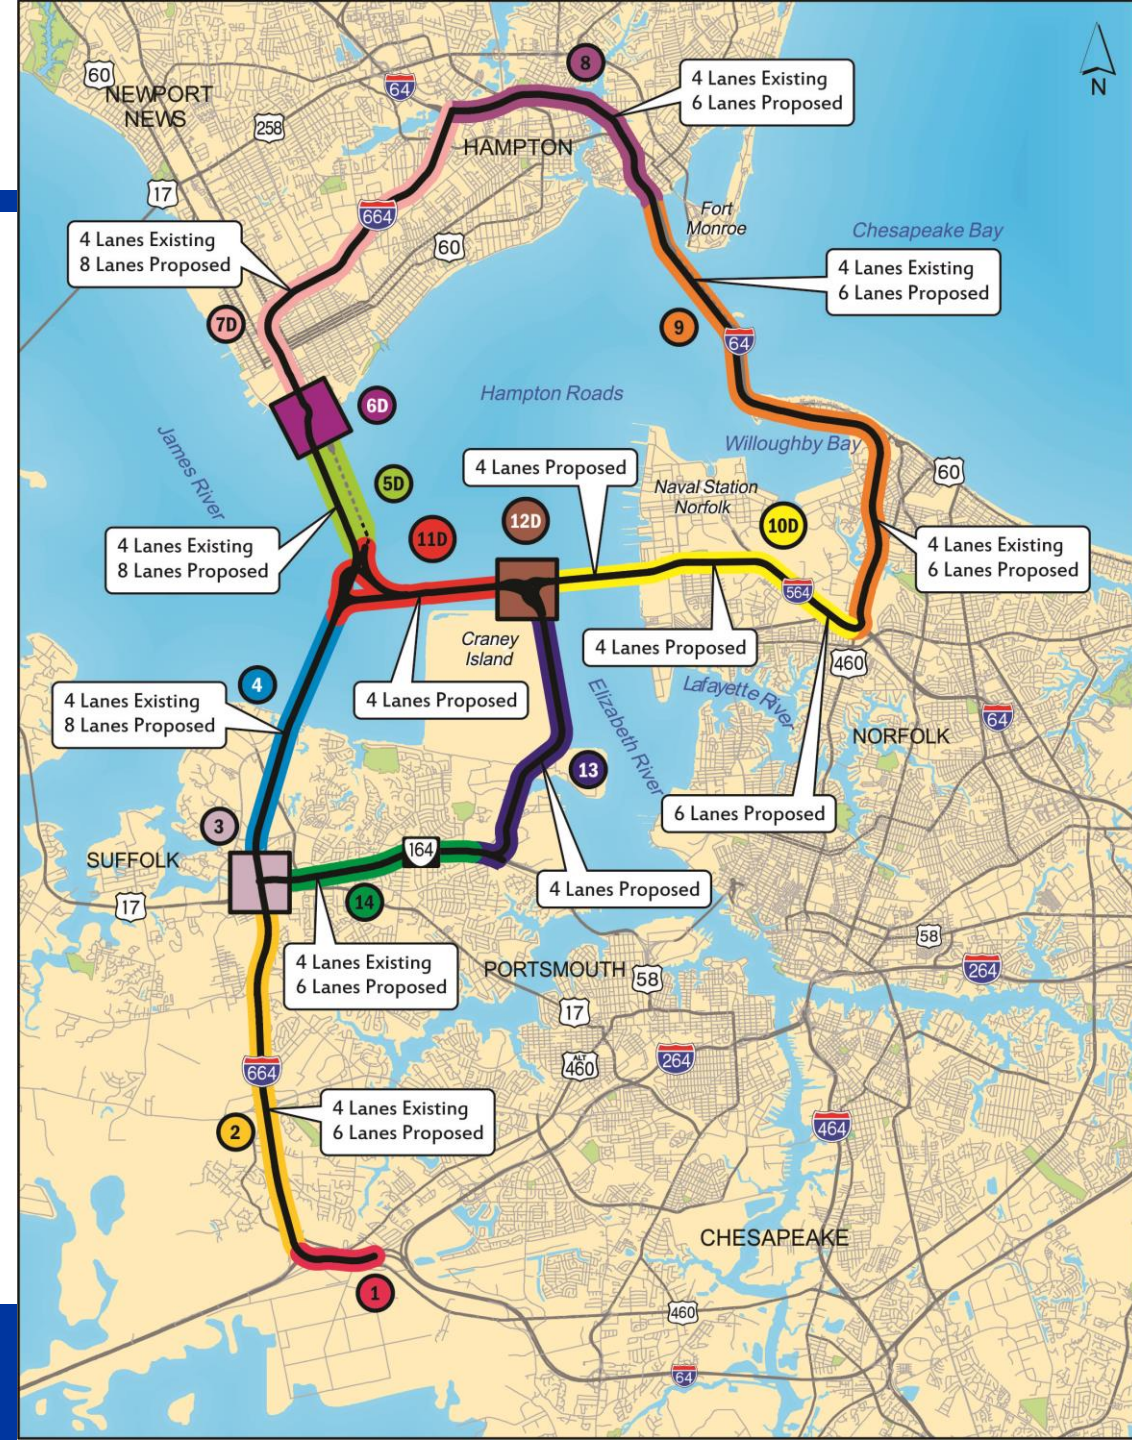 8
4 Lanes Existing
6 Lanes Proposed
60
NEWPORT
NEWS
64
258
HAMPTON
N
17
664
60
Fort
Monroe
Chesapeake Bay
4 Lanes Existing
8 Lanes Proposed
4 Lanes Existing
6 Lanes Proposed
7D
9
64
Hampton Roads
6D
James River
Willoughby Bay
60
4 Lanes Proposed
5D
Naval Station
Norfolk
12D
10D
11D
4 Lanes Existing
8 Lanes Proposed
4 Lanes Existing
6 Lanes Proposed
564
Craney
Island
4 Lanes Proposed
460
4
4 Lanes Existing
8 Lanes Proposed
4 Lanes Proposed
Elizabeth River
Lafayette River
64
NORFOLK
13
6 Lanes Proposed
3
164
SUFFOLK
17
14
4 Lanes Proposed
58
4 Lanes Existing
6 Lanes Proposed
PORTSMOUTH
58
264
17
664
ALT
460
264
4 Lanes Existing
6 Lanes Proposed
2
464
CHESAPEAKE
1
460
64